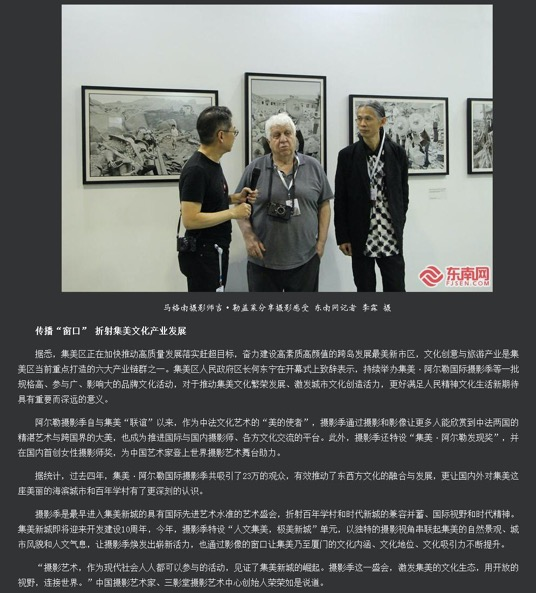 东南网
FJSEN.COM
马格南摄影师吉·勒盖莱分享摄影感受 东南网记者 李霖 摄
传播“窗口” 折射集美文化产业发展
据悉，集美区正在加快推动高质量发展落实赶超目标，奋力建设高素质高颜值的跨岛发展最美新市区，文化创意与旅游产业是集
美区当前重点打造的六大产业链群之一。集美区人民政府区长何东宁在开幕式上致辞表示，持续举办集美·阿尔勒国际摄影季等一批
规格高、参与广、影响大的品牌文化活动，对于推动集美文化繁荣发展、激发城市文化创造活力，更好满足人民精神文化生活新期待
具有重要而深远的意义。
阿尔勒摄影季自与集美“联谊”以来，作为中法文化艺术的“美的使者”，摄影季通过摄影和影像让更多人能欣赏到中法两国的
精湛艺术与跨国界的大美，也成为推进国际与国内摄影师、各方文化交流的平台。此外，摄影季还特设“集美·阿尔勒发现奖”，并
在国内首创女性摄影师奖，为中国艺术家登上世界摄影艺术舞台助力。
据统计，过去四年，集美·阿尔勒国际摄影季共吸引了23万的观众，有效推动了东西方文化的融合与发展，更让国内外对集美这
座美丽的海滨城市和百年学村有了更深刻的认识。
摄影季是最早进入集美新城的具有国际先进艺术水准的艺术盛会，折射百年学村和时代新城的兼容并蓄、国际视野和时代精神。
集美新城即将迎来开发建设10周年，今年，摄影季特设“人文集美，极美新城”单元，以独特的摄影视角串联起集美的自然景观、城
市风貌和人文气息，让摄影季焕发出崭新活力，也通过影像的窗口让集美乃至厦门的文化内涵、文化地位、文化吸引力不断提升。
“摄影艺术，作为现代社会人人都可以参与的活动，见证了集美新城的崛起。摄影季这一盛会，激发集美的文化生态，用开放的
视野，连接世界。”中国摄影艺术家、三影堂摄影艺术中心创始人荣荣如是说道。